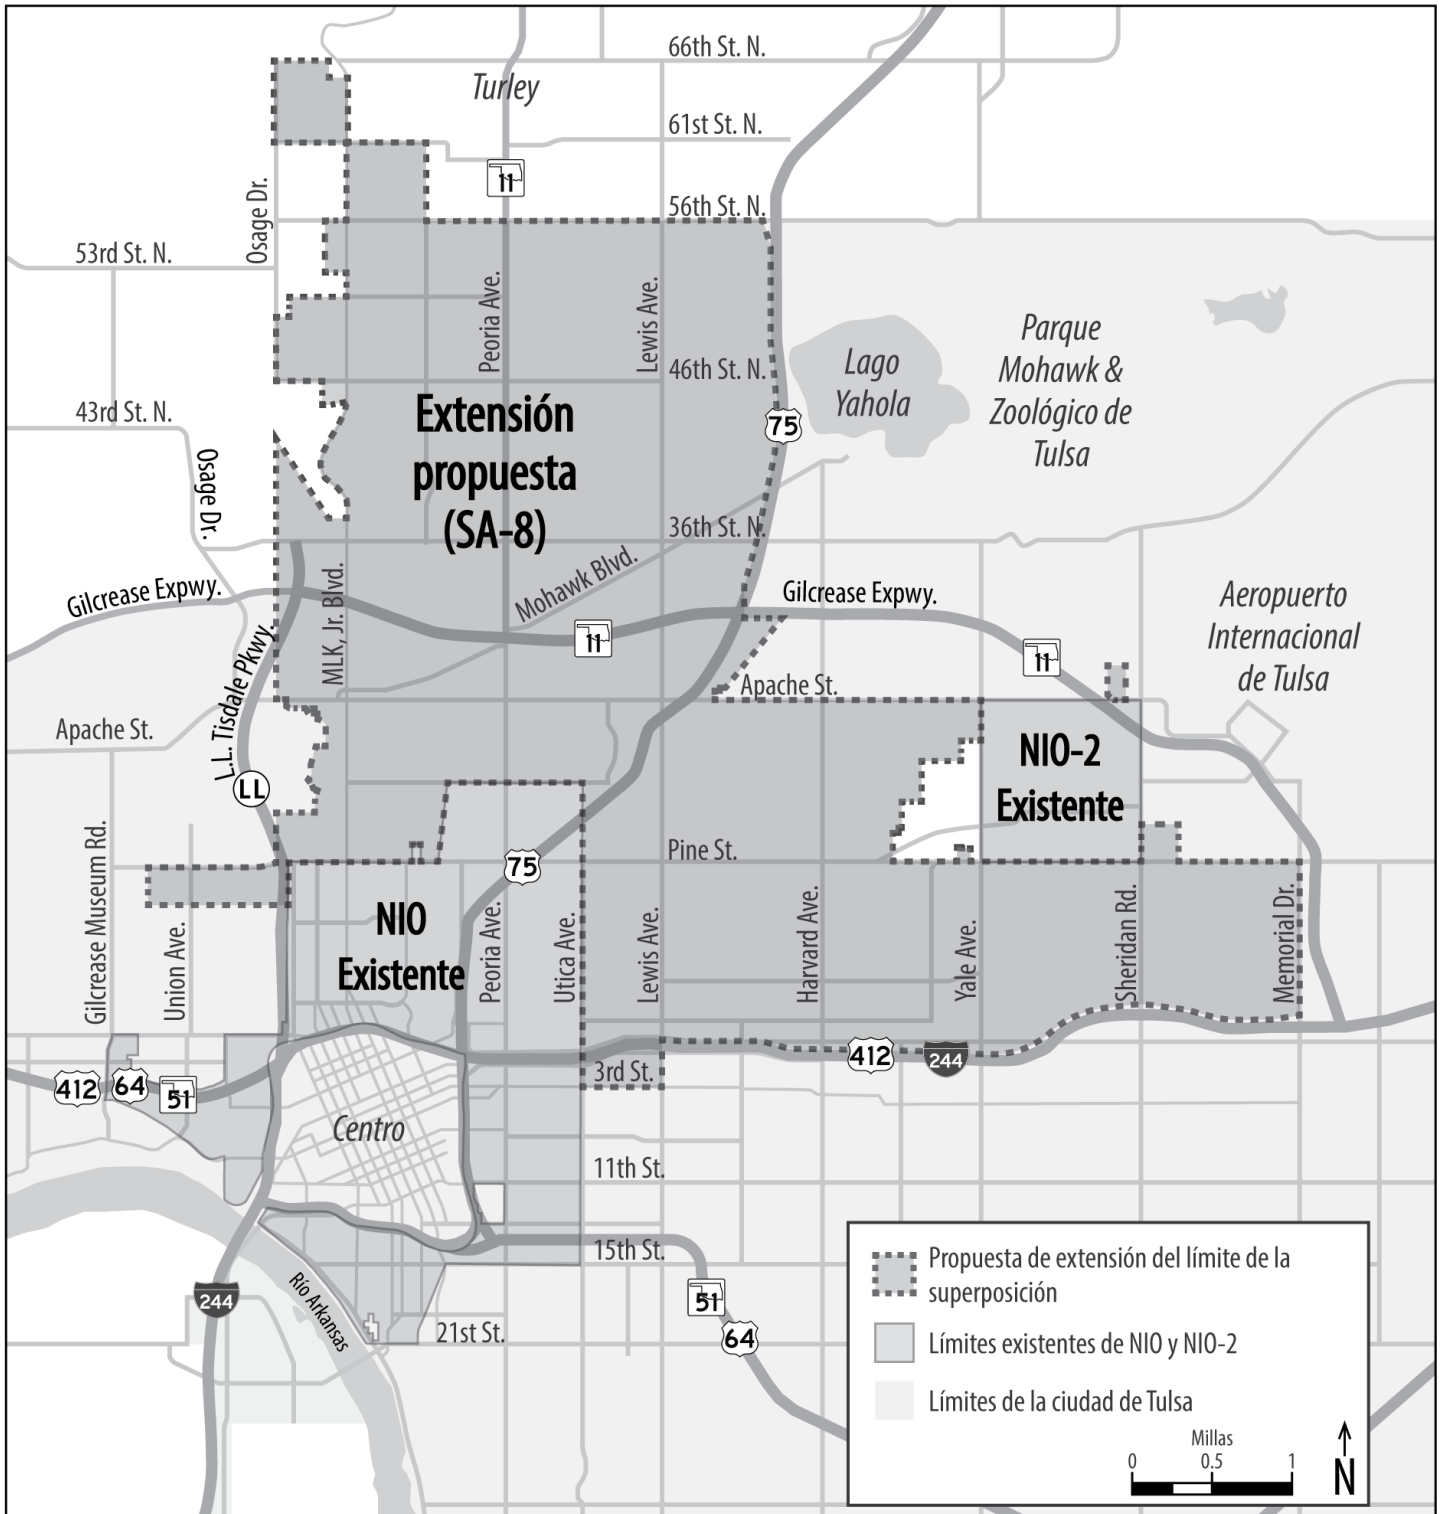 66th St. N.
Turley
61st St. N.
11
Osage Dr.
56th St. N.
53rd St. N.
Peoria Ave.
Lewis Ave.
Parque
Mohawk &
Zoológico de
Tulsa
Lago
Yahola
46th St. N.
43rd St. N.
75
Extensión
propuesta
(SA-8)
Osage Dr.
36th St. N.
Mohawk Blvd.
Gilcrease Expwy.
Gilcrease Expwy.
MLK, Jr. Blvd.
11
11
Aeropuerto
Internacional
de Tulsa
L.L. Tisdale Pkwy.
Apache St.
Apache St.
LL
NIO-2
Existente
Pine St.
75
Gilcrease Museum Rd.
Union Ave.
NIO
Existente
Peoria Ave.
Utica Ave.
Lewis Ave.
Harvard Ave.
Yale Ave.
Sheridan Rd.
Memorial Dr.
412
244
3rd St.
412
64
51
Centro
11th St.
15th St.
244
Río Arkansas
21st St.
51
64
Propuesta de extensión del límite de la
superposición
Límites existentes de NIO y NIO-2
Límites de la ciudad de Tulsa
Millas
0 0.5 1
N